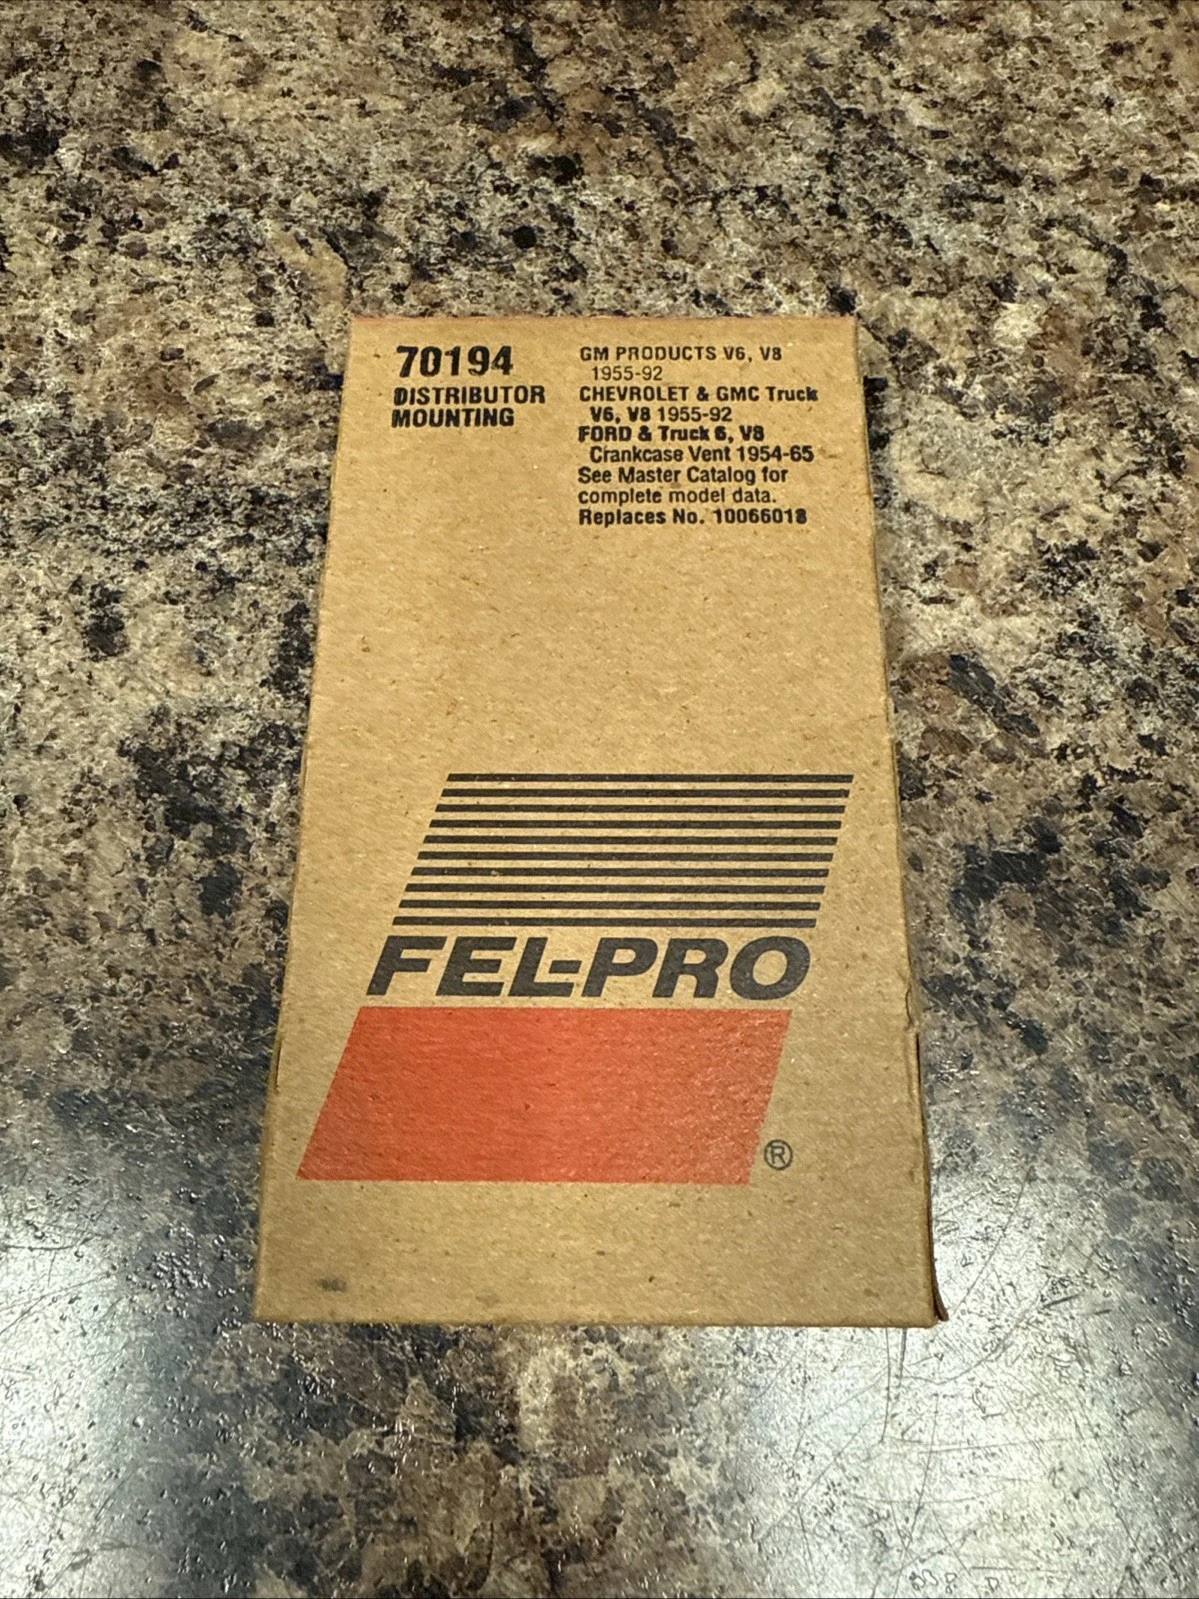 70194
DISTRIBUTOR
MOUNTING
GM PRODUCTS V6, V8
1955-92
CHEVROLET & GMC Truck
V6, V8 1955-92
FORD & Truck 6, V8
Crankcase Vent 1954-65
See Master Catalog for
complete model data.
Replaces No. 10066018
FEL-PRO
®